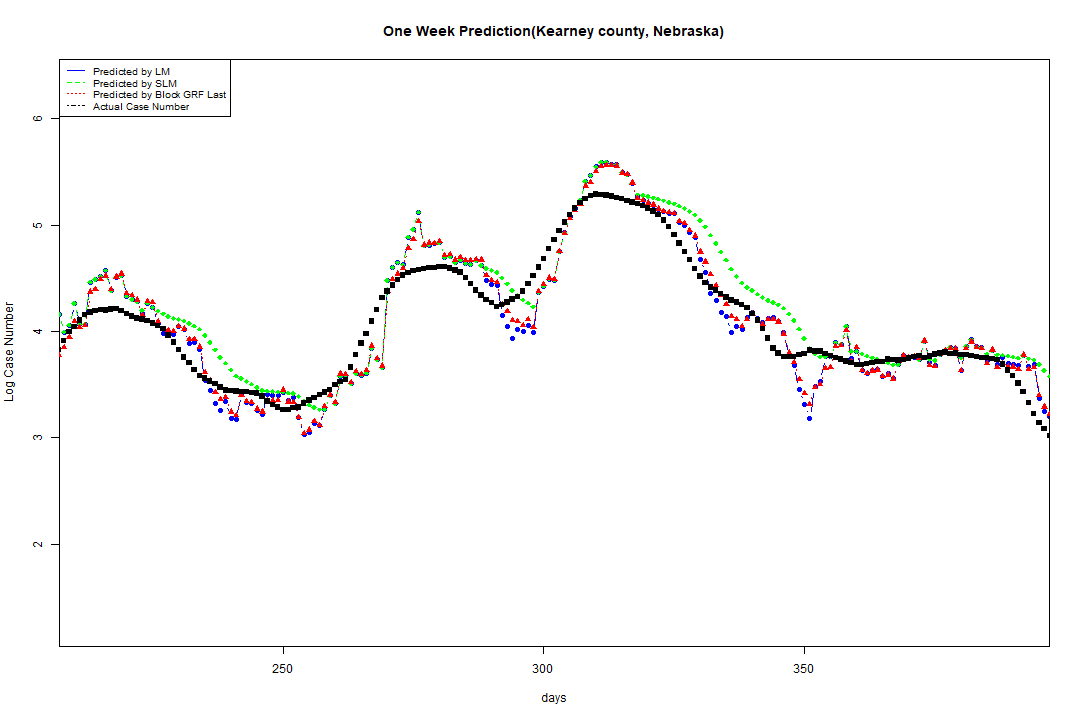 One Week Prediction(Kearney county, Nebraska)
Predicted by LM
Predicted by SLM
Predicted by Block GRF Last
Actual Case Number
Log Case Number
6
5
4
3
2
250
300
350
days